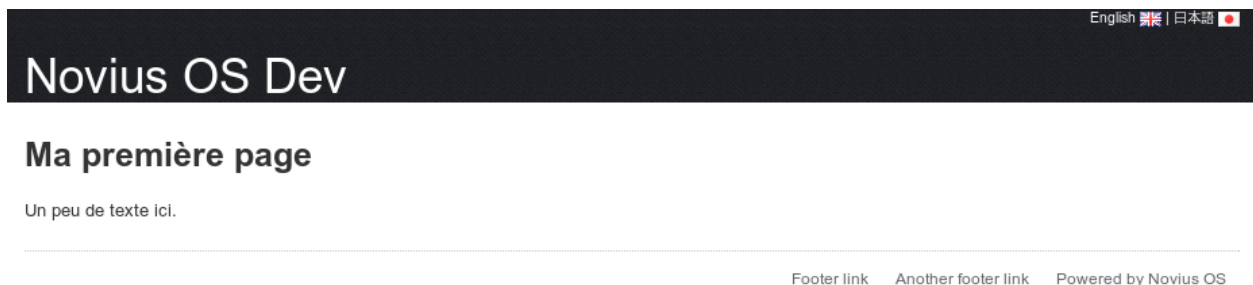 English | 日本語
Novius OS Dev
Ma première page
Un peu de texte ici.
Footer link Another footer link Powered by Novius OS